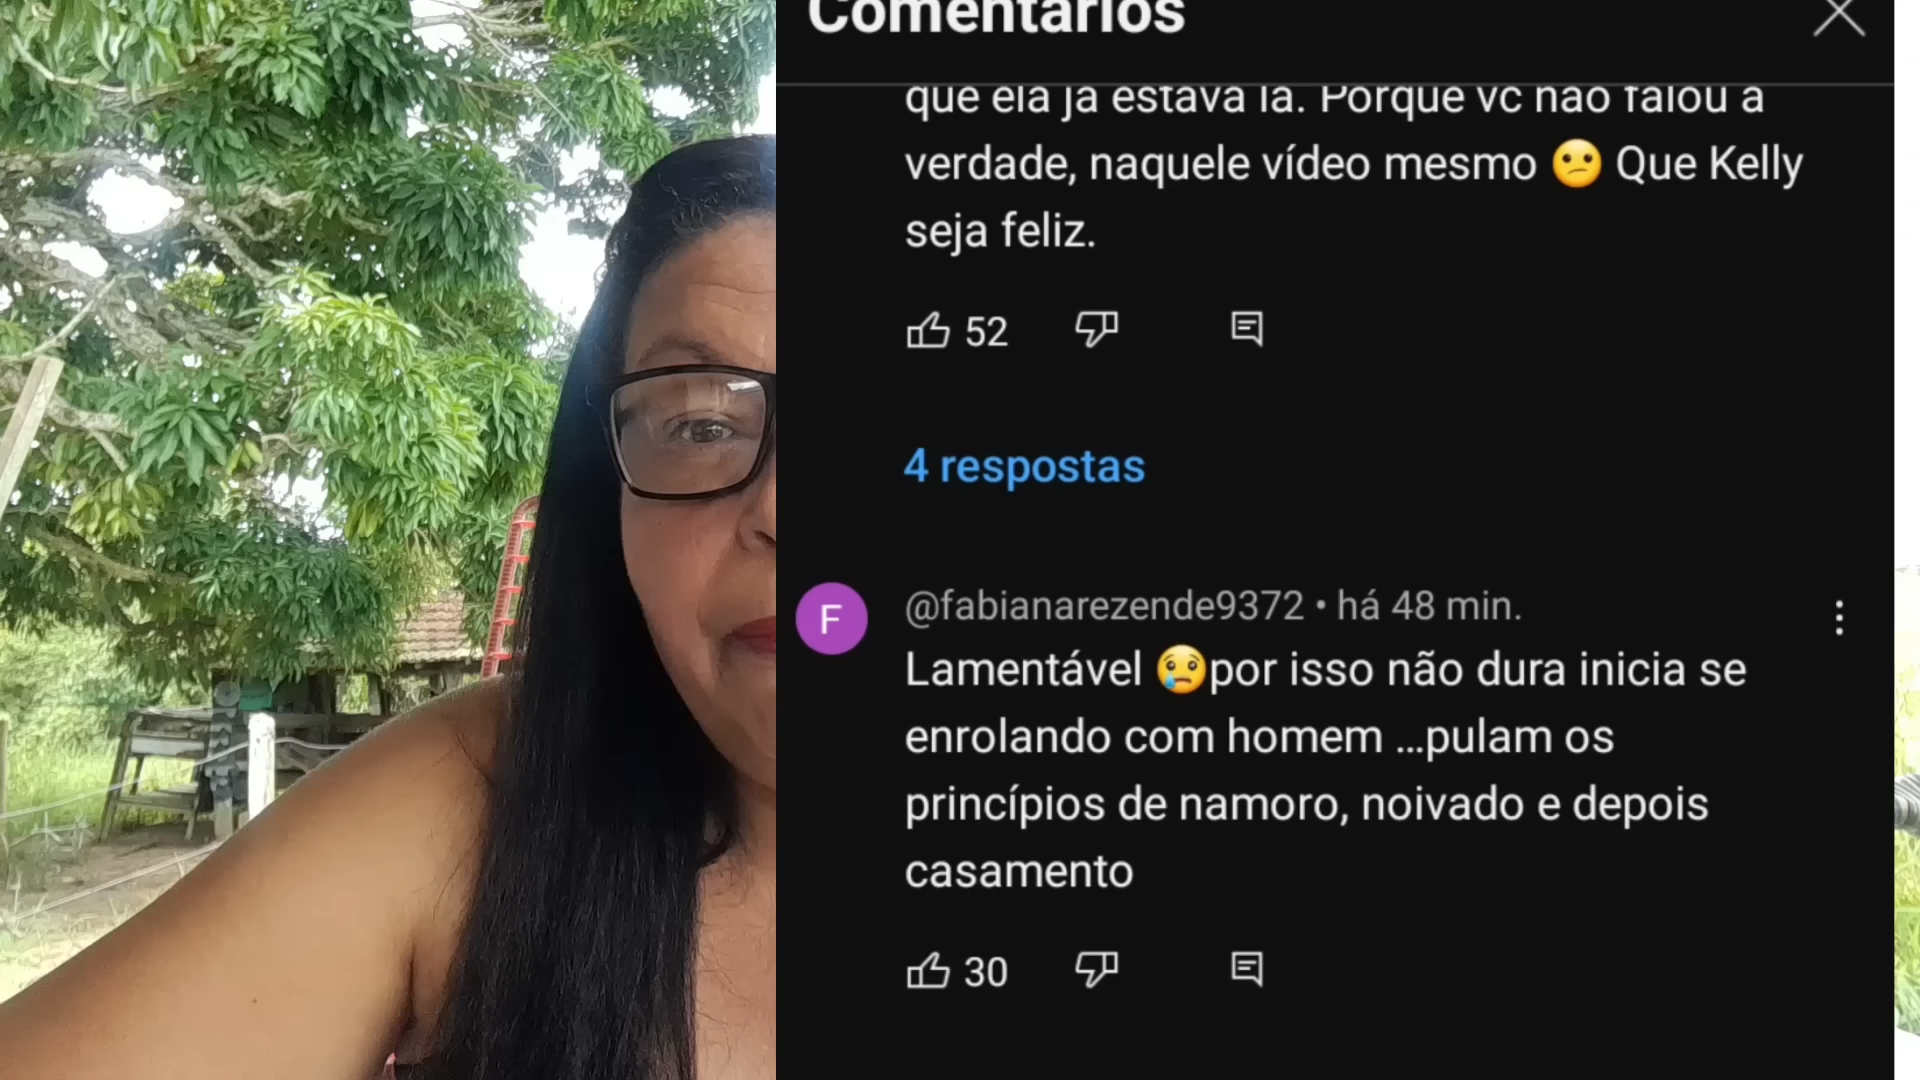 Comentários
que ela já estava lá. Porque vc não falou a
verdade, naquele vídeo mesmo 😕 Que Kelly
seja feliz.
52
4 respostas
F
@fabianarezende9372 • há 48 min.
Lamentável 😢por isso não dura inicia se
enrolando com homem ...pulam os
princípios de namoro, noivado e depois
casamento
30